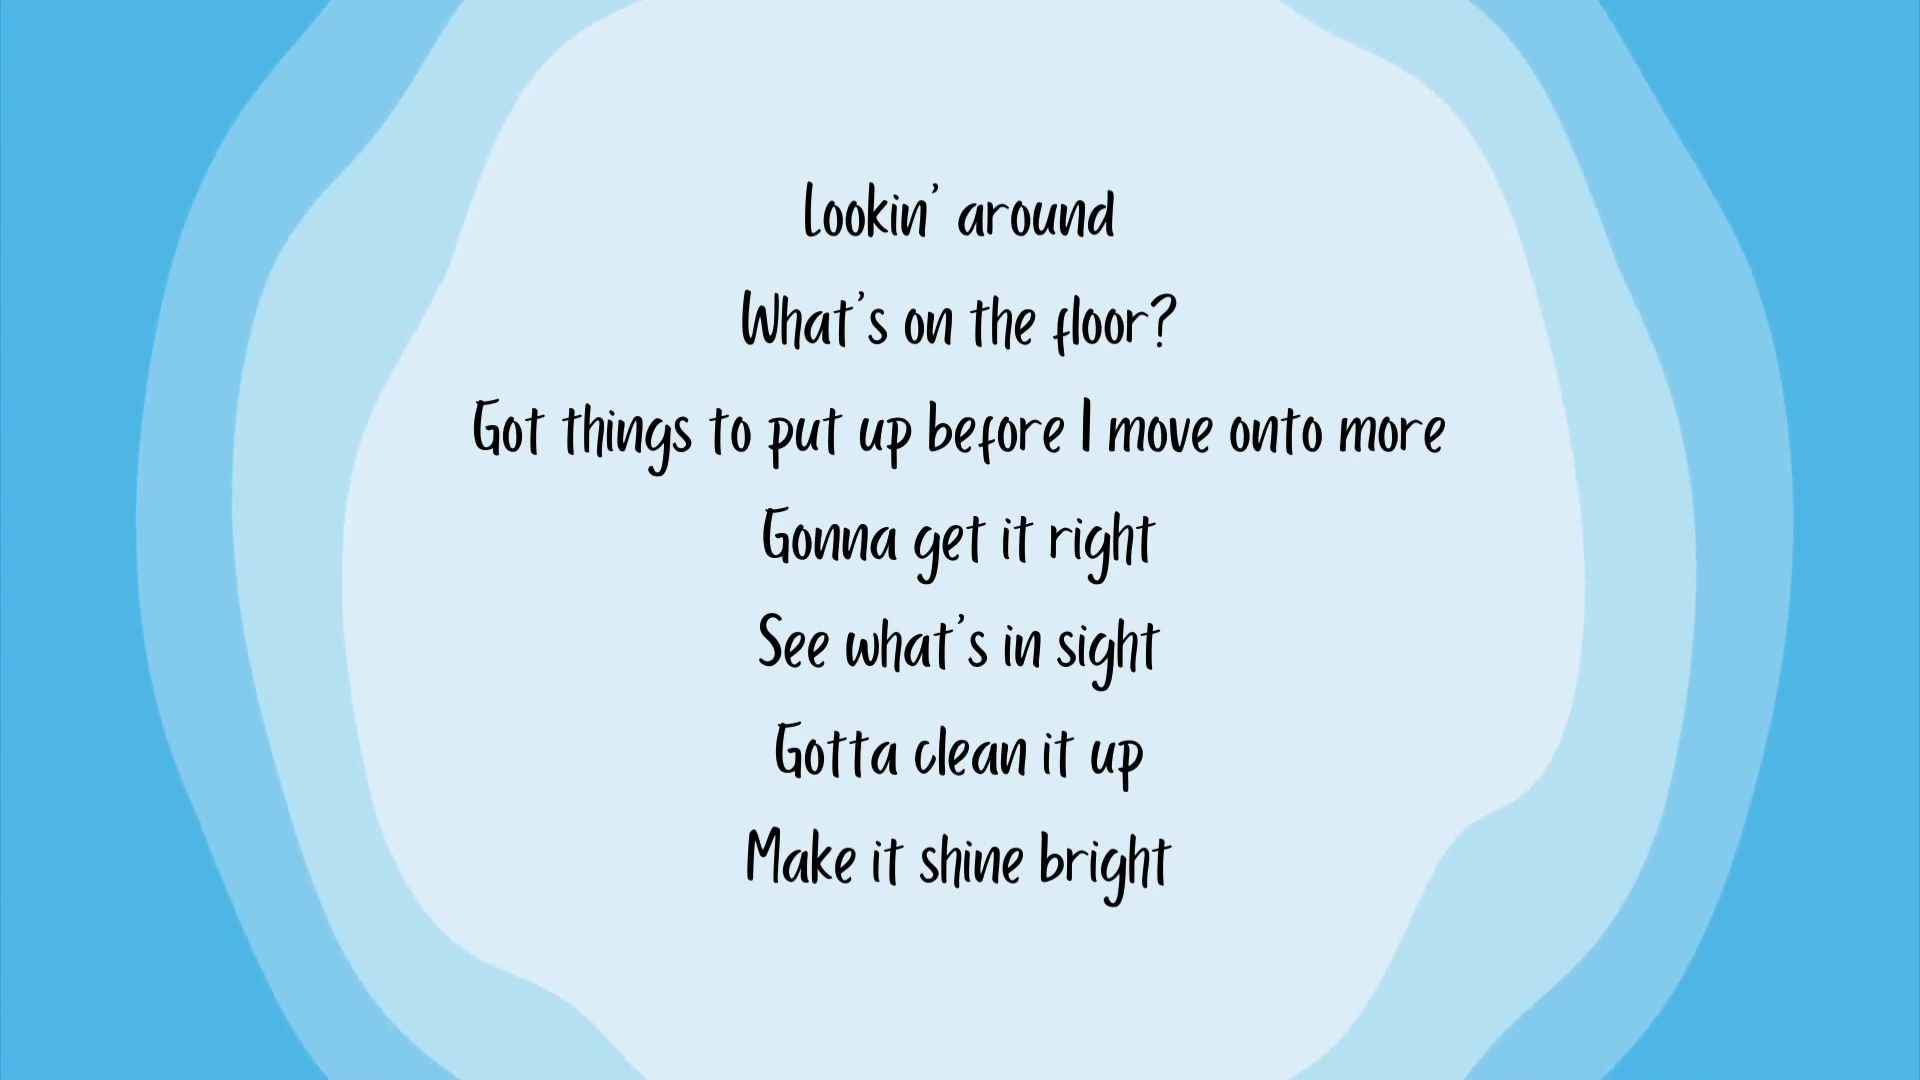 Lookin' around
What's on the floor?
Got things to put up before I move onto more
Gonna get it right
See what's in sight
Gotta clean it up
Make it shine bright